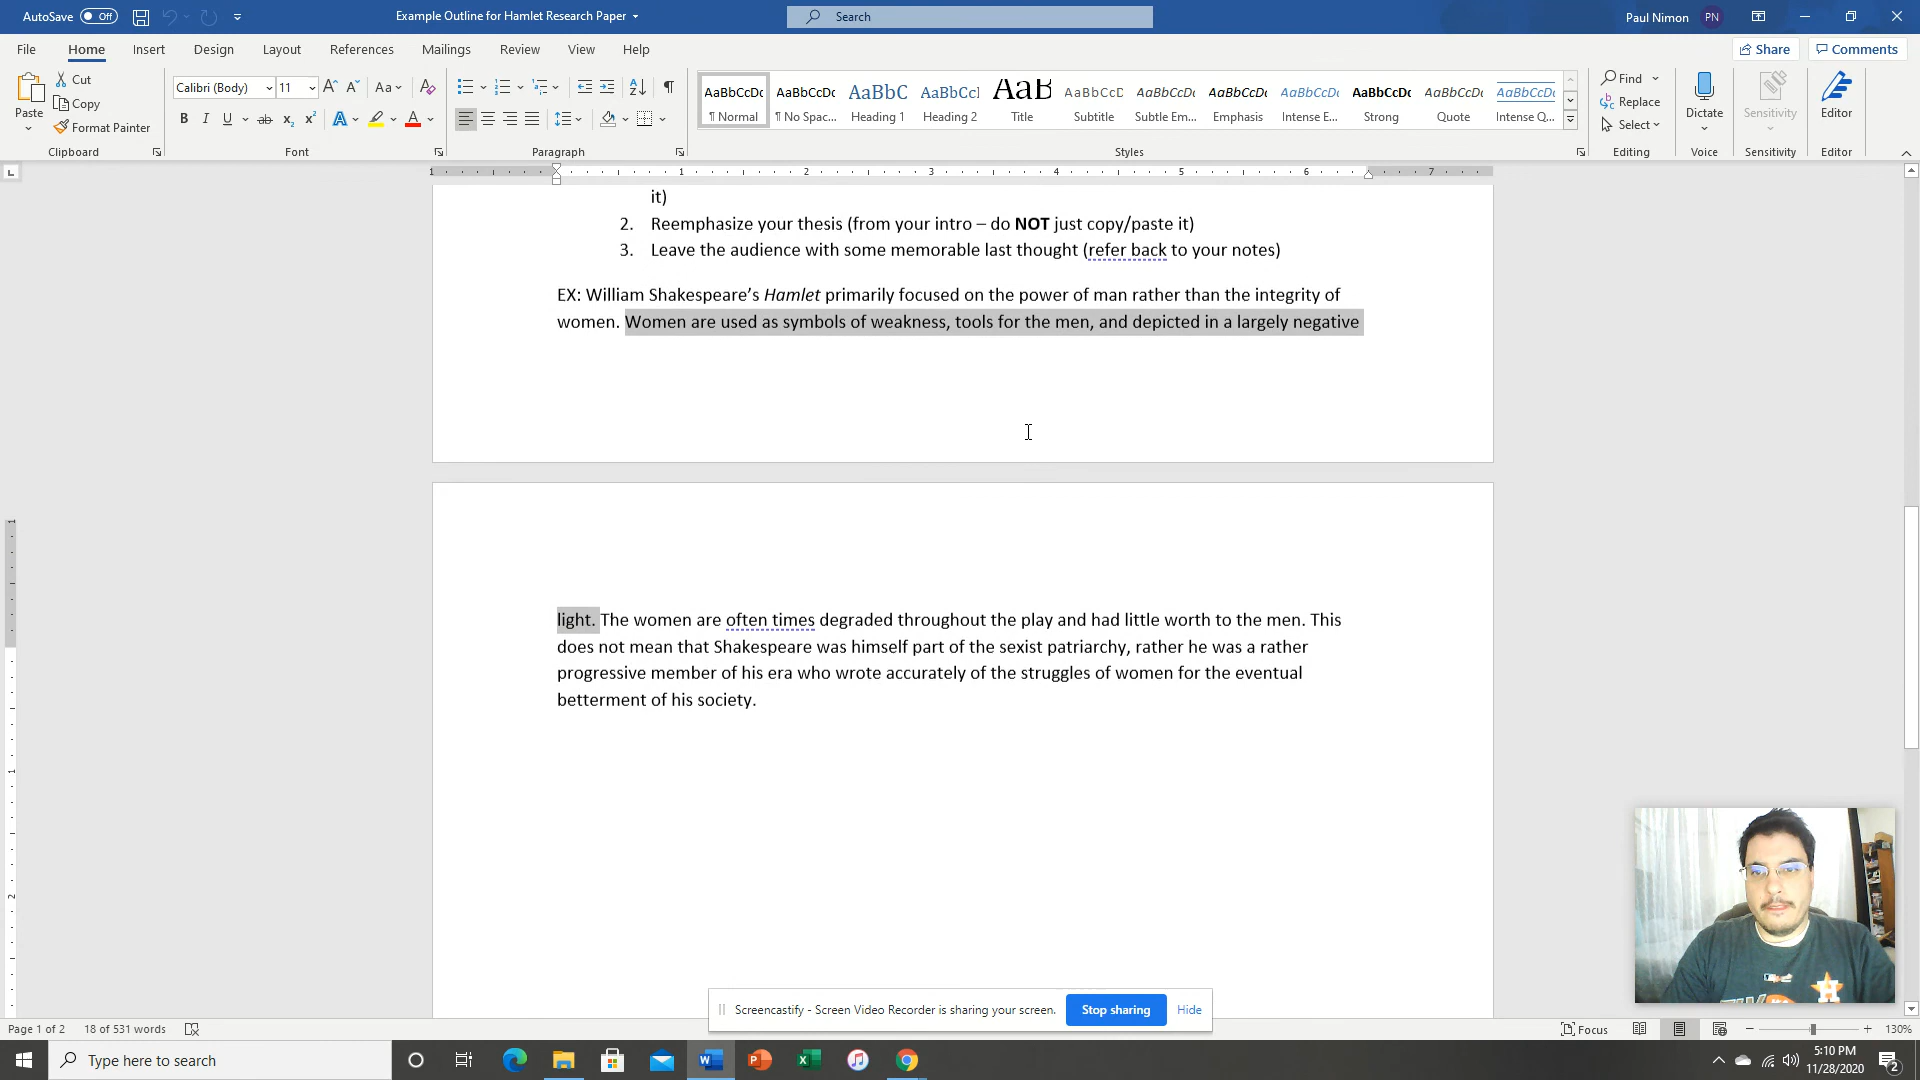 AutoSave Off Example Outline for Hamlet Research Paper Search Paul Nimon PN
File Home Insert Design Layout References Mailings Review View Help Share Comments
Paste Cut Copy Format Painter Clipboard
Calibri (Body) 11 Font
Paragraph
AaBbCcDc AaBbCcDc AaBbC AaBbCcI AaB AaBbCcD AaBbCcDc AaBbCcDc AaBbCcDc AaBbCcDc AaBbCcDc AaBbCcDc
¶ Normal ¶ No Spac... Heading 1 Heading 2 Title Subtitle Subtle Em... Emphasis Intense E... Strong Quote Intense Q...
Styles
Find Replace Select Editing
Dictate Voice
Sensitivity Sensitivity
Editor Editor
1 1 2 3 4 5 6 7
it)
2. Reemphasize your thesis (from your intro – do NOT just copy/paste it)
3. Leave the audience with some memorable last thought (refer back to your notes)
EX: William Shakespeare’s Hamlet primarily focused on the power of man rather than the integrity of
women. Women are used as symbols of weakness, tools for the men, and depicted in a largely negative
light. The women are often times degraded throughout the play and had little worth to the men. This
does not mean that Shakespeare was himself part of the sexist patriarchy, rather he was a rather
progressive member of his era who wrote accurately of the struggles of women for the eventual
betterment of his society.
Screencastify - Screen Video Recorder is sharing your screen. Stop sharing Hide
Page 1 of 2 18 of 531 words Focus 130%
Type here to search
5:10 PM
11/28/2020
2